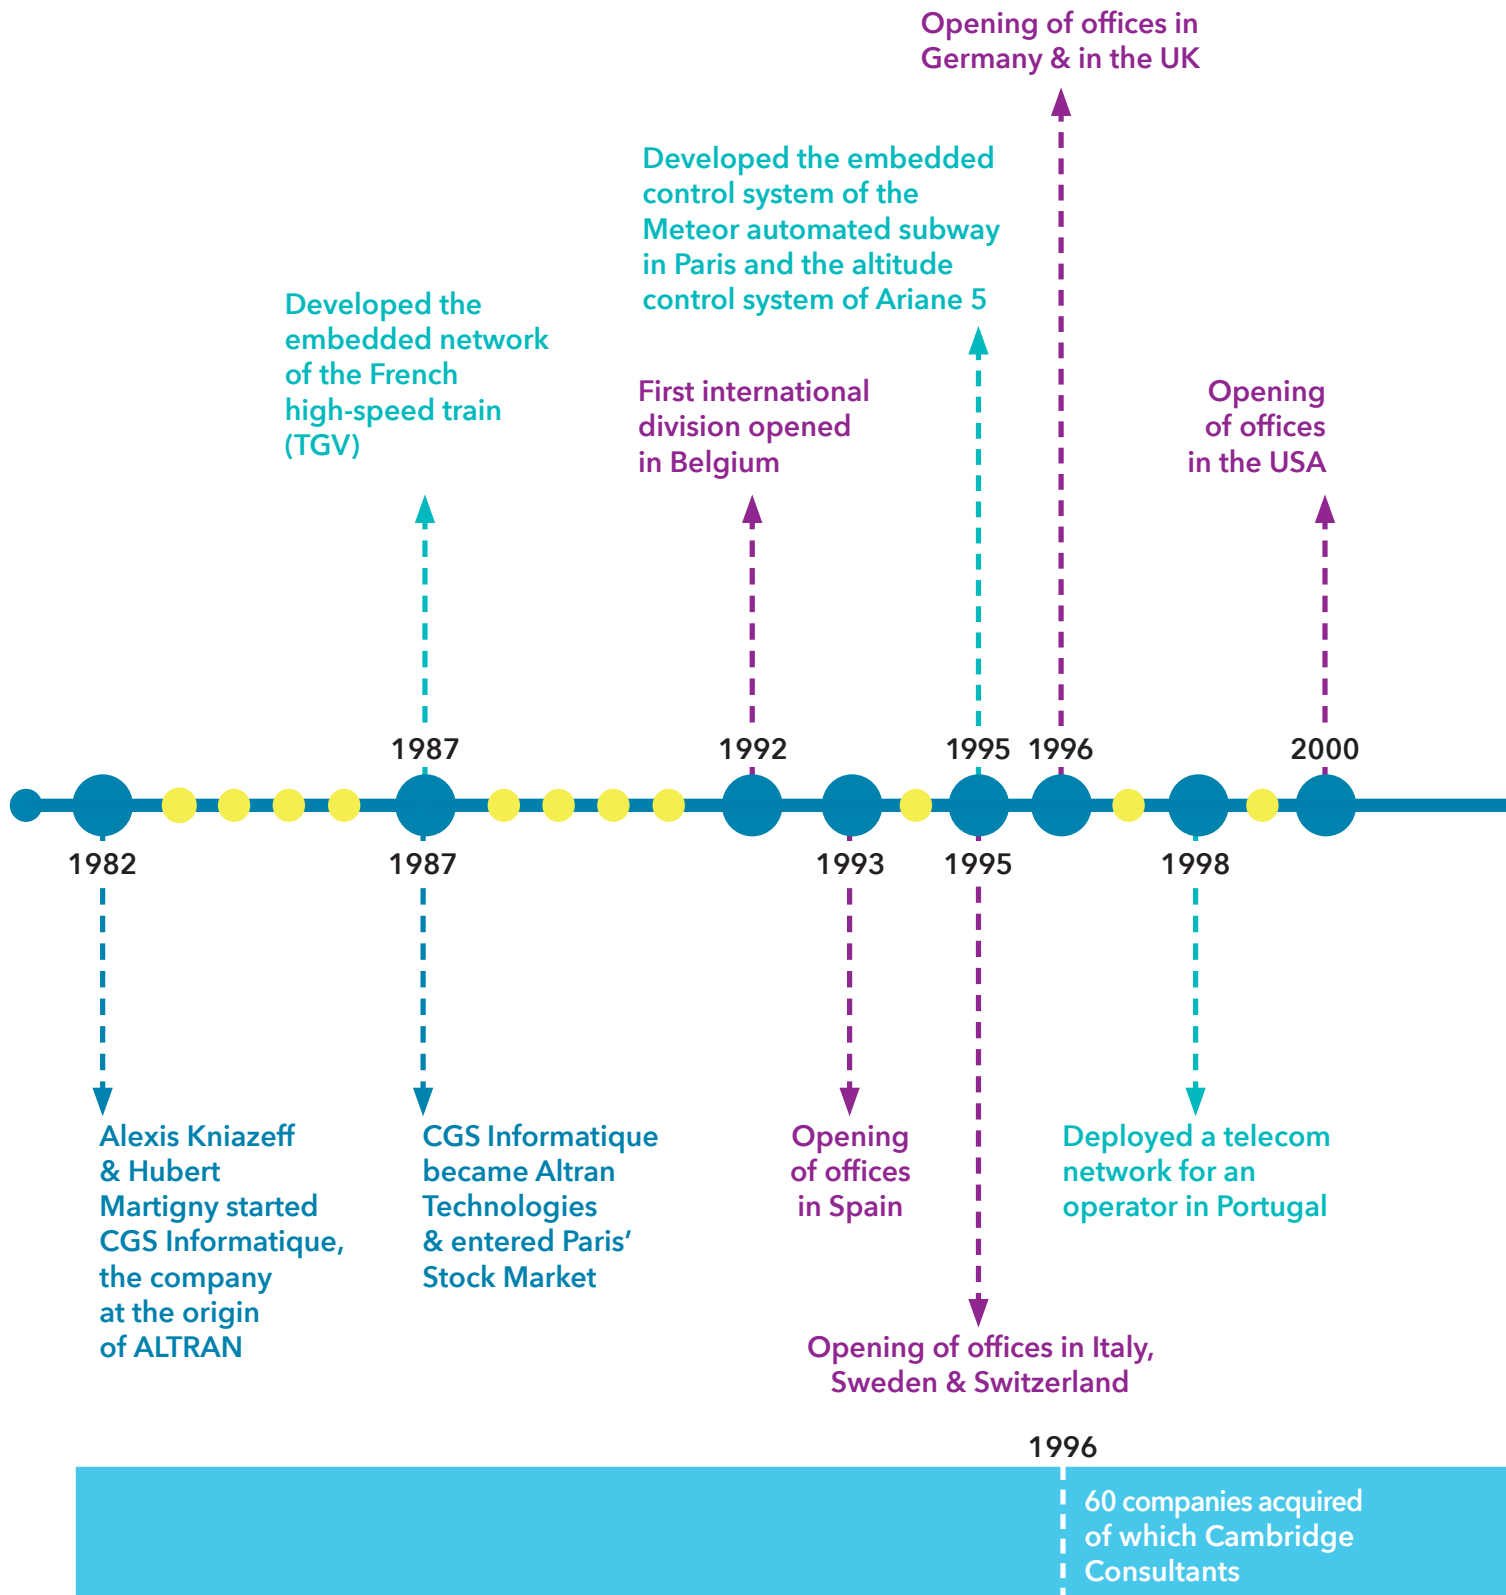 Opening of offices in
Germany & in the UK
Developed the embedded
control system of the
Meteor automated subway
in Paris and the altitude
control system of Ariane 5
Developed the
embedded network
of the French
high-speed train
(TGV)
First international
division opened
in Belgium
Opening
of offices
in the USA
1987
1992
1995
1996
2000
1982
1987
1993
1995
1998
Alexis Kniazeff
& Hubert
Martigny started
CGS Informatique,
the company
at the origin
of ALTRAN
CGS Informatique
became Altran
Technologies
& entered Paris’
Stock Market
Opening
of offices
in Spain
Deployed a telecom
network for an
operator in Portugal
Opening of offices in Italy,
Sweden & Switzerland
1996
60 companies acquired
of which Cambridge
Consultants